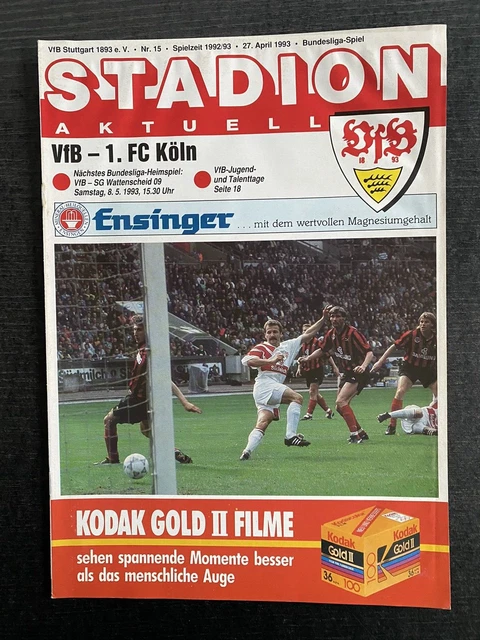 VfB Stuttgart 1893 e. V. • Nr. 15 • Spielzeit 1992/93 • 27. April 1993 • Bundesliga-Spiel
STADION
AKTUELL
VfB
18 93
VfB – 1. FC Köln
Nächstes Bundesliga-Heimspiel:
VfB – SG Wattenscheid 09
Samstag, 8. 5. 1993, 15.30 Uhr
VfB-Jugend-
und Talenttage
Seite 18
Ensinger
... mit dem wertvollen Magnesiumgehalt
KODAK GOLD II FILME
sehen spannende Momente besser
als das menschliche Auge
Kodak
Gold II
36
100
Kodak
Gold II
100